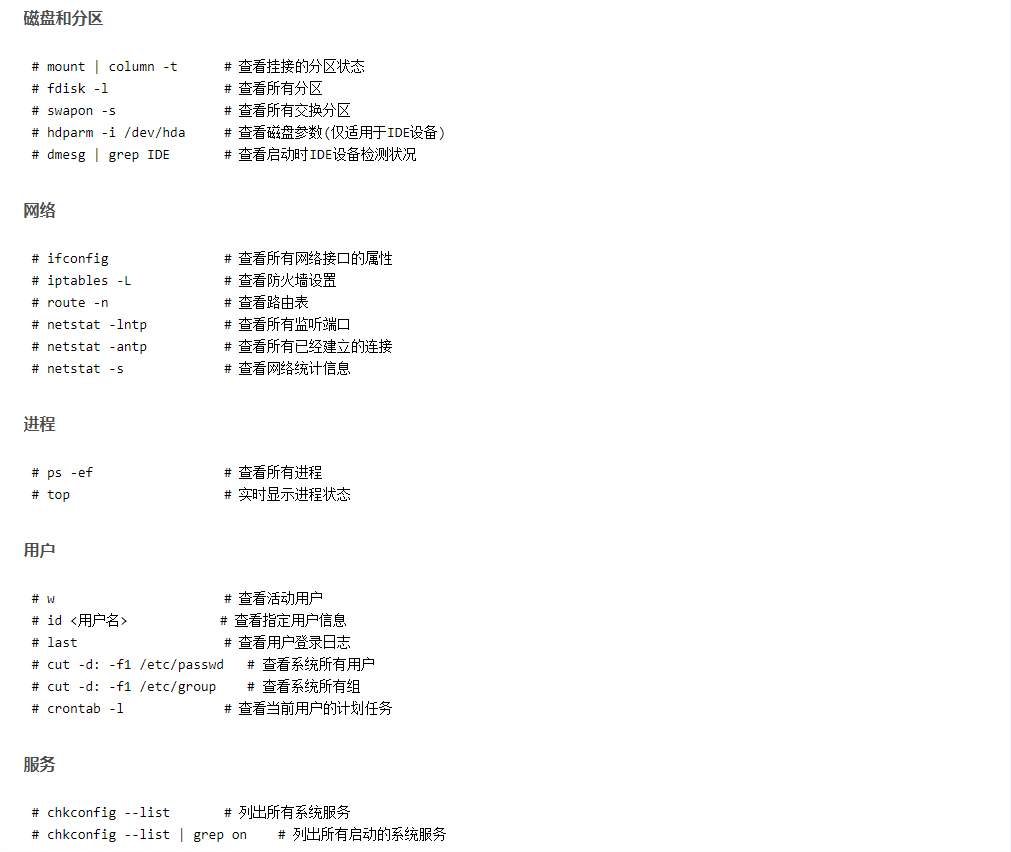 磁盘和分区
# mount | column -t      # 查看挂接的分区状态
# fdisk -l               # 查看所有分区
# swapon -s              # 查看所有交换分区
# hdparm -i /dev/hda     # 查看磁盘参数(仅适用于IDE设备)
# dmesg | grep IDE       # 查看启动时IDE设备检测状况
网络
# ifconfig               # 查看所有网络接口的属性
# iptables -L            # 查看防火墙设置
# route -n               # 查看路由表
# netstat -lntp          # 查看所有监听端口
# netstat -antp          # 查看所有已经建立的连接
# netstat -s             # 查看网络统计信息
进程
# ps -ef                 # 查看所有进程
# top                    # 实时显示进程状态
用户
# w                      # 查看活动用户
# id <用户名>            # 查看指定用户信息
# last                   # 查看用户登录日志
# cut -d: -f1 /etc/passwd   # 查看系统所有用户
# cut -d: -f1 /etc/group    # 查看系统所有组
# crontab -l             # 查看当前用户的计划任务
服务
# chkconfig --list       # 列出所有系统服务
# chkconfig --list | grep on    # 列出所有启动的系统服务